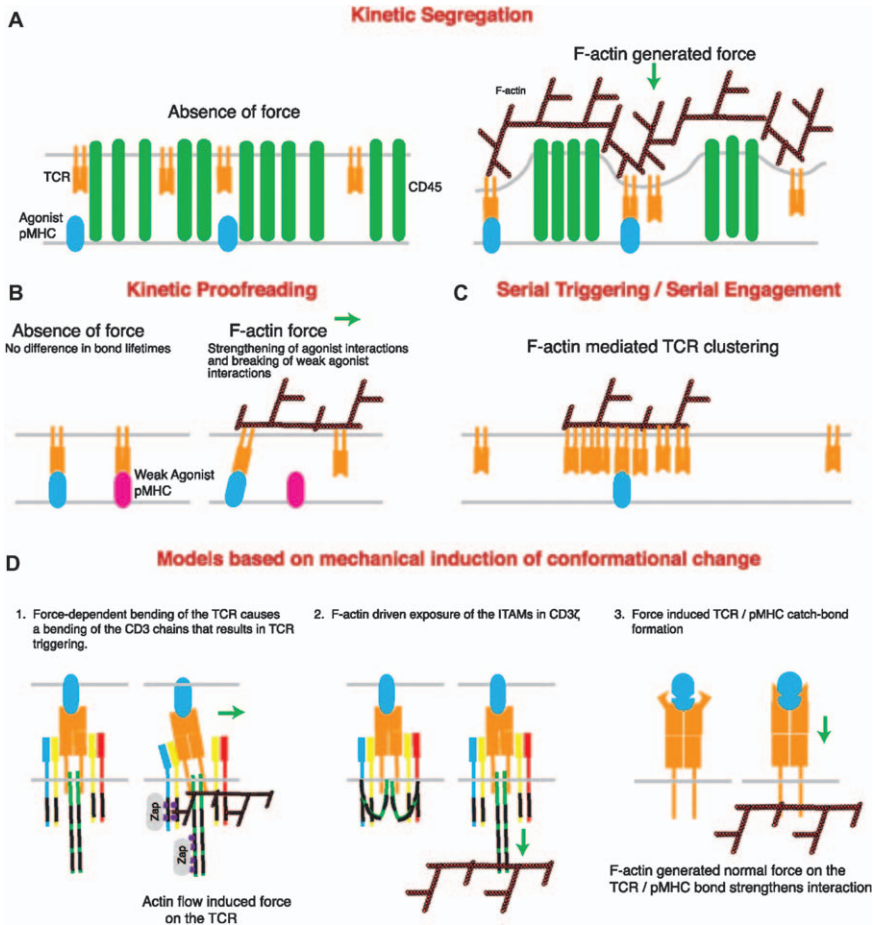 A
Kinetic Segregation
Absence of force
F-actin generated force
F-actin
TCR
CD45
Agonist
pMHC
B
Kinetic Proofreading
Absence of force
No difference in bond lifetimes
F-actin force
Strengthening of agonist interactions
and breaking of weak agonist
interactions
Weak Agonist
pMHC
C
Serial Triggering / Serial Engagement
F-actin mediated TCR clustering
D
Models based on mechanical induction of conformational change
1. Force-dependent bending of the TCR causes
a bending of the CD3 chains that results in TCR
triggering.
Zap
Zap
Actin flow induced force
on the TCR
2. F-actin driven exposure of the ITAMs in CD3ζ
3. Force induced TCR / pMHC catch-bond
formation
F-actin generated normal force on the
TCR / pMHC bond strengthens interaction